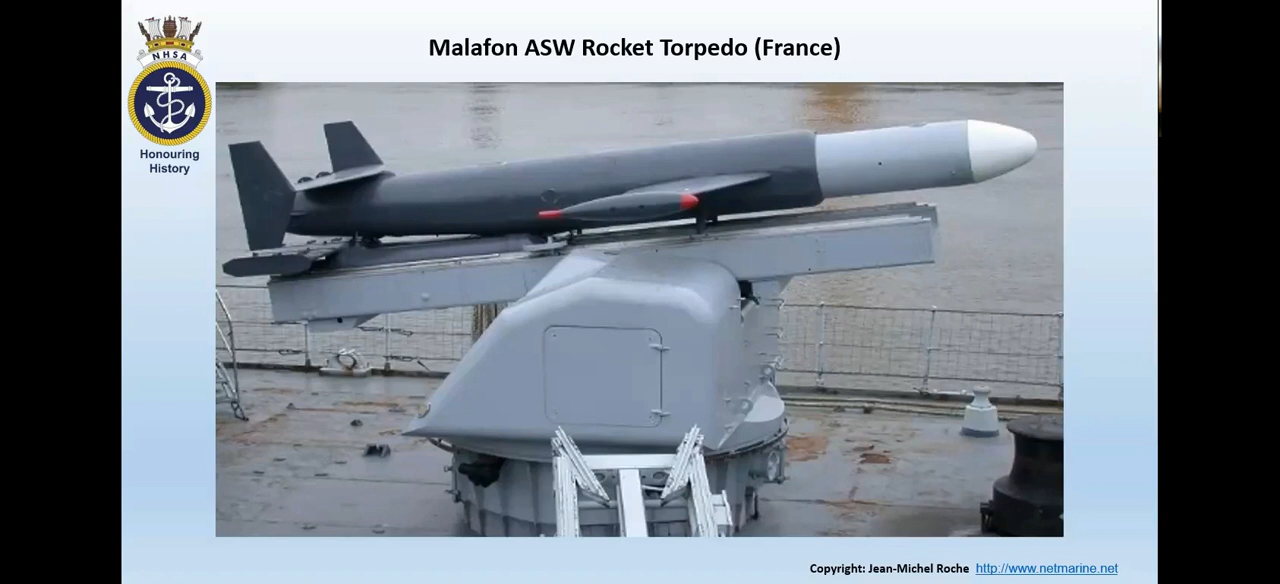 Malafon ASW Rocket Torpedo (France)
NHSA
Honouring
History
Copyright: Jean-Michel Roche http://www.netmarine.net